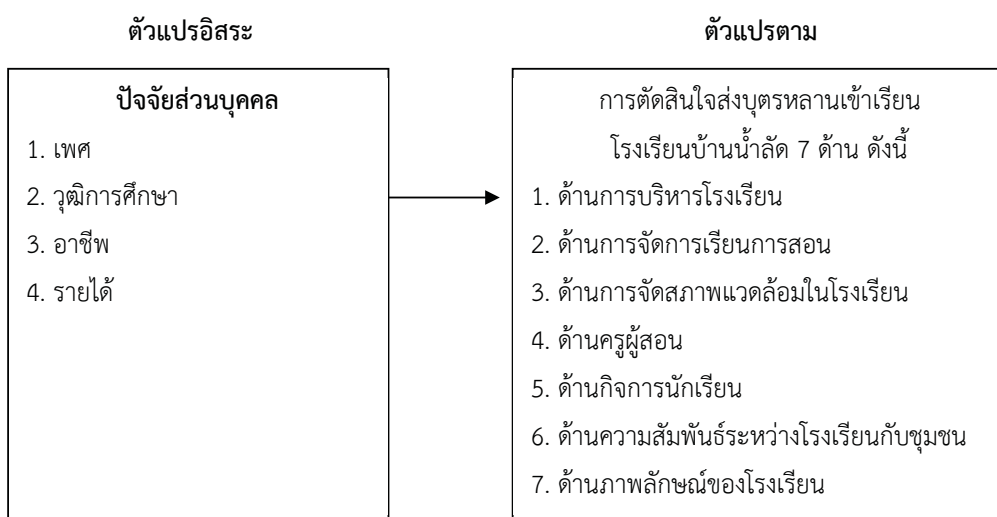 ตัวแปรอิสระ
ตัวแปรตาม
ปัจจัยส่วนบุคคล
1. เพศ
2. วุฒิการศึกษา
3. อาชีพ
4. รายได้
การตัดสินใจส่งบุตรหลานเข้าเรียน
โรงเรียนบ้านน้ำลัด 7 ด้าน ดังนี้
1. ด้านการบริหารโรงเรียน
2. ด้านการจัดการเรียนการสอน
3. ด้านการจัดสภาพแวดล้อมในโรงเรียน
4. ด้านครูผู้สอน
5. ด้านกิจการนักเรียน
6. ด้านความสัมพันธ์ระหว่างโรงเรียนกับชุมชน
7. ด้านภาพลักษณ์ของโรงเรียน